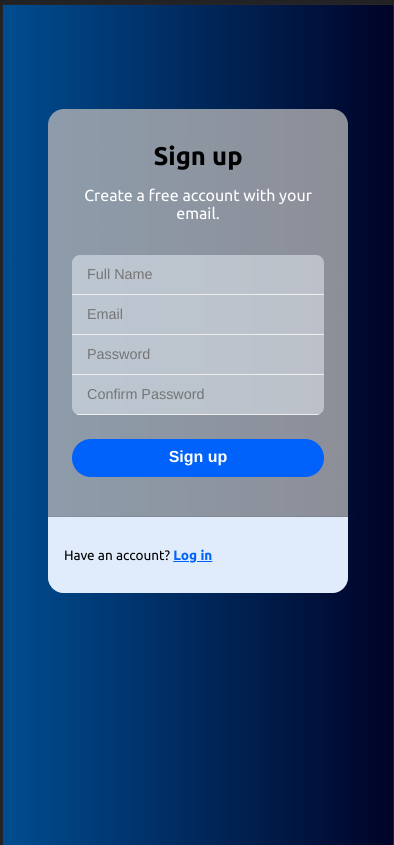 Sign up
Create a free account with your
email.
Full Name
Email
Password
Confirm Password
Sign up
Have an account? Log in